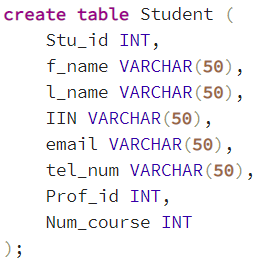 create table Student (
Stu_id INT,
f_name VARCHAR(50),
l_name VARCHAR(50),
IIN VARCHAR(50),
email VARCHAR(50),
tel_num VARCHAR(50),
Prof_id INT,
Num_course INT
);